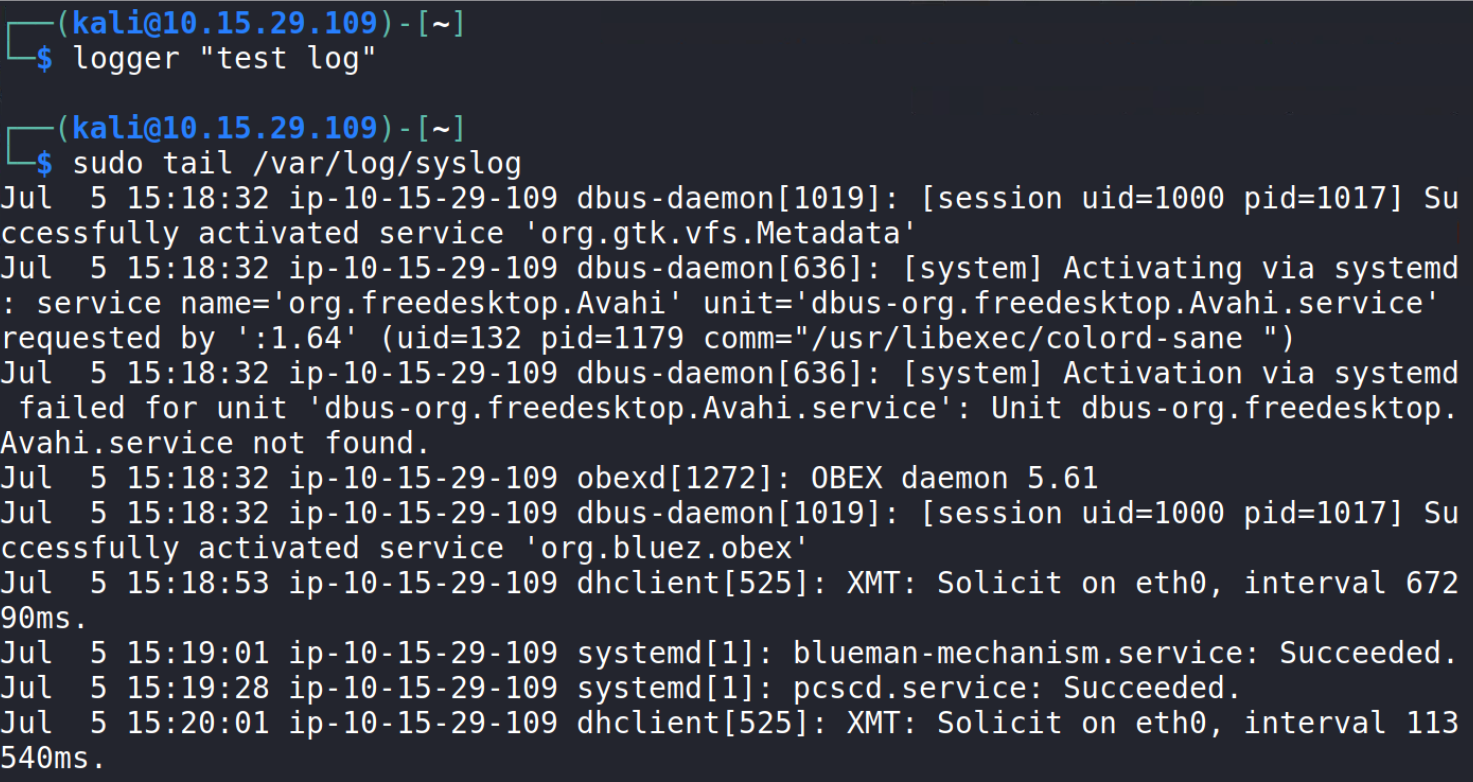 ┌──(kali@10.15.29.109)-[~]
└─$ logger "test log"
┌──(kali@10.15.29.109)-[~]
└─$ sudo tail /var/log/syslog
Jul  5 15:18:32 ip-10-15-29-109 dbus-daemon[1019]: [session uid=1000 pid=1017] Su
ccessfully activated service 'org.gtk.vfs.Metadata'
Jul  5 15:18:32 ip-10-15-29-109 dbus-daemon[636]: [system] Activating via systemd
: service name='org.freedesktop.Avahi' unit='dbus-org.freedesktop.Avahi.service'
requested by ':1.64' (uid=132 pid=1179 comm="/usr/libexec/colord-sane ")
Jul  5 15:18:32 ip-10-15-29-109 dbus-daemon[636]: [system] Activation via systemd
 failed for unit 'dbus-org.freedesktop.Avahi.service': Unit dbus-org.freedesktop.
Avahi.service not found.
Jul  5 15:18:32 ip-10-15-29-109 obexd[1272]: OBEX daemon 5.61
Jul  5 15:18:32 ip-10-15-29-109 dbus-daemon[1019]: [session uid=1000 pid=1017] Su
ccessfully activated service 'org.bluez.obex'
Jul  5 15:18:53 ip-10-15-29-109 dhclient[525]: XMT: Solicit on eth0, interval 672
90ms.
Jul  5 15:19:01 ip-10-15-29-109 systemd[1]: blueman-mechanism.service: Succeeded.
Jul  5 15:19:28 ip-10-15-29-109 systemd[1]: pcscd.service: Succeeded.
Jul  5 15:20:01 ip-10-15-29-109 dhclient[525]: XMT: Solicit on eth0, interval 113
540ms.